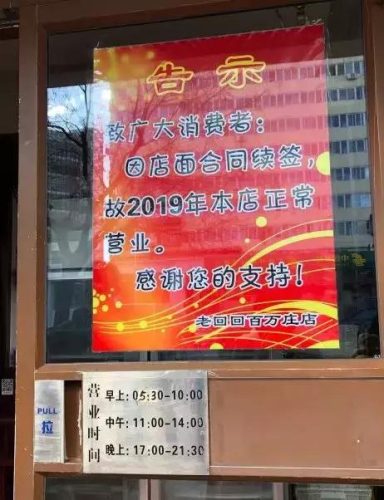 告示
致广大消费者：
因店面合同续签，
故2019年本店正常
营业。
感谢您的支持！
老回回百万庄店
PULL
拉
营业时间
早上：05:30-10:00
中午：11:00-14:00
晚上：17:00-21:30